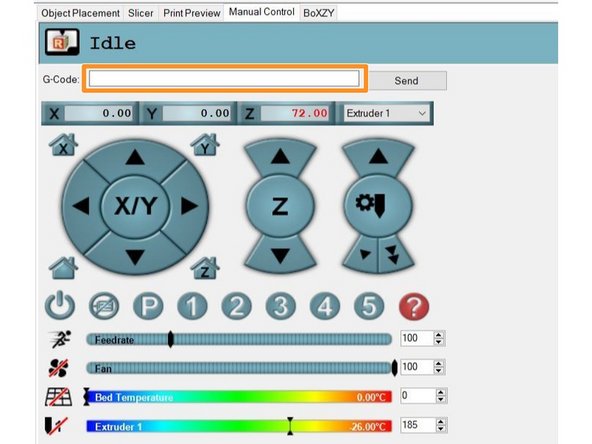 Object Placement Slicer Print Preview Manual Control BoXZY
R
Idle
G-Code: Send
X 0.00 Y 0.00 Z 72.00 Extruder 1
X Y
X/Y Z
Z
P 1 2 3 4 5 ?
Feedrate 100
Fan 100
Bed Temperature 0.00°C 0
Extruder 1 -26.00°C 185